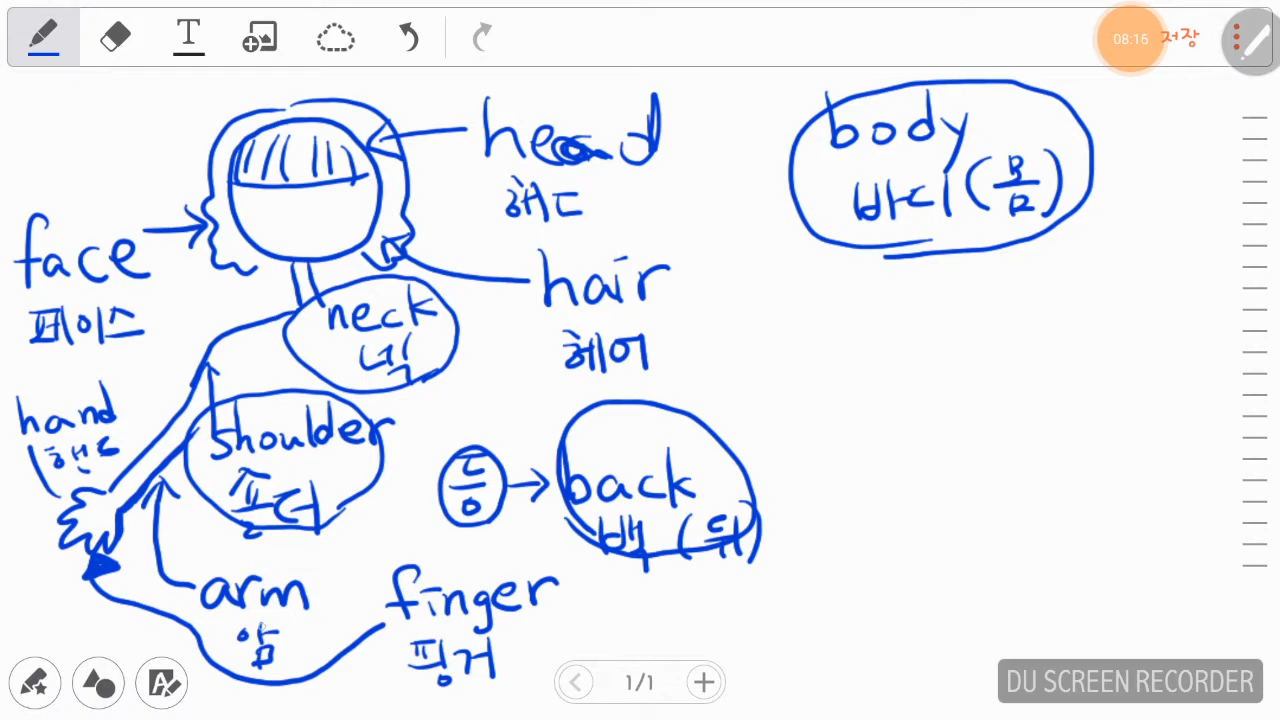 T
08:16
저장
head
헤드
body
바디 (몸)
face
페이스
hair
헤어
neck
넥
hand
핸드
shoulder
숄더
등
back
백 (뒤)
arm
암
finger
핑거
A
1/1
DU SCREEN RECORDER